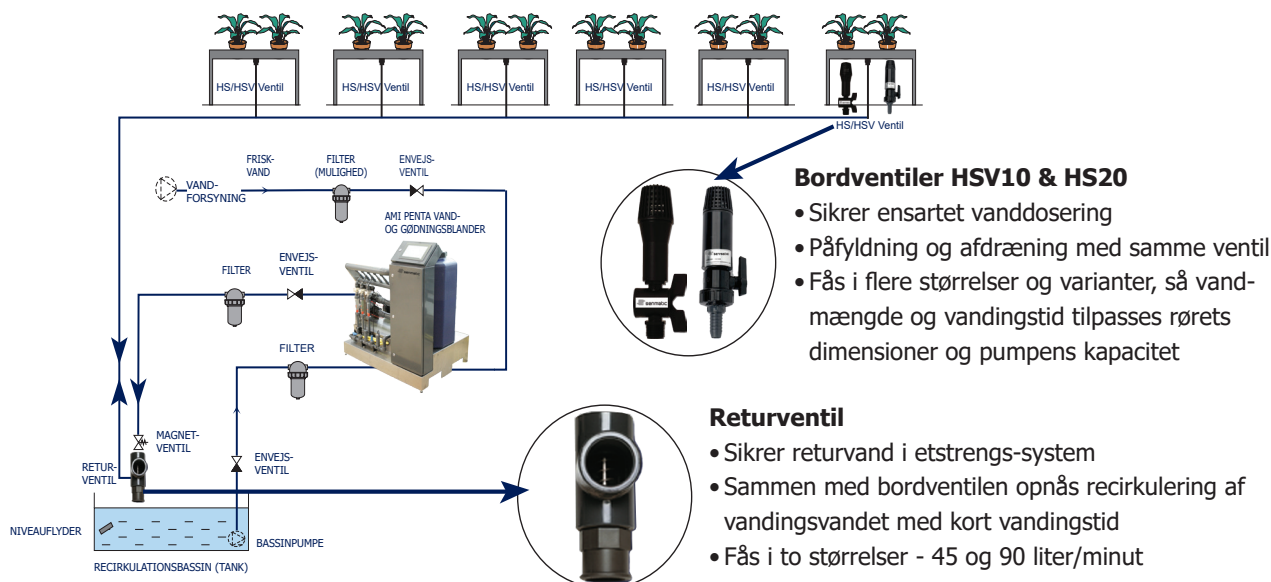 HS/HSV Ventil
HS/HSV Ventil
HS/HSV Ventil
HS/HSV Ventil
HS/HSV Ventil
HS/HSV Ventil
FRISK-
VAND
FILTER
(MULIGHED)
ENVEJS-
VENTIL
VAND-
FORSYNING
AMI PENTA VAND-
OG GØDNINGSBLANDER
FILTER
ENVEJS-
VENTIL
FILTER
MAGNET-
VENTIL
RETUR-
VENTIL
ENVEJS-
VENTIL
NIVEAUFLYDER
BASSINPUMPE
RECIRKULATIONSBASSIN (TANK)
senmatic
Bordventiler HSV10 & HS20
• Sikrer ensartet vanddosering
• Påfyldning og afdræning med samme ventil
• Fås i flere størrelser og varianter, så vand-
mængde og vandingstid tilpasses rørets
dimensioner og pumpens kapacitet
Returventil
• Sikrer returvand i etstrengs-system
• Sammen med bordventilen opnås recirkulering af
vandingsvandet med kort vandingstid
• Fås i to størrelser - 45 og 90 liter/minut